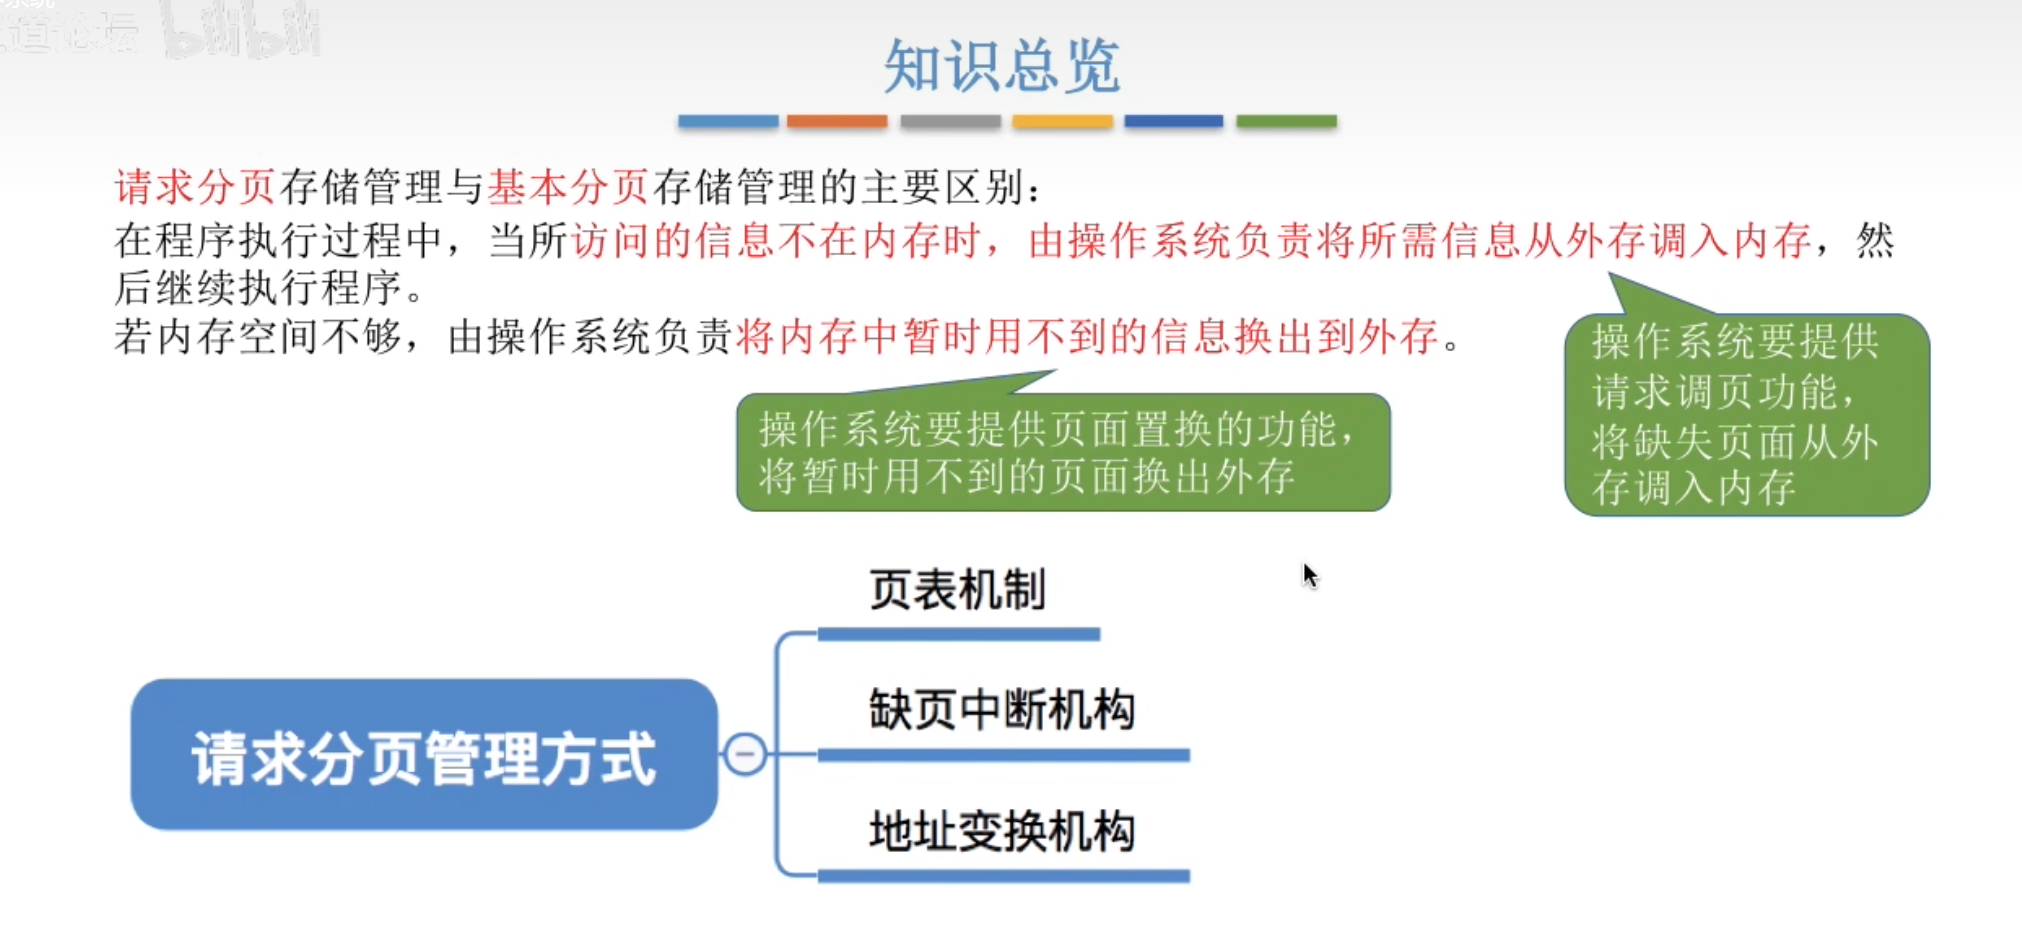 道论坛 bilibili
知识总览
请求分页存储管理与基本分页存储管理的主要区别：
在程序执行过程中，当所访问的信息不在内存时，由操作系统负责将所需信息从外存调入内存，然
后继续执行程序。
若内存空间不够，由操作系统负责将内存中暂时用不到的信息换出到外存。
操作系统要提供
请求调页功能，
将缺失页面从外
存调入内存
操作系统要提供页面置换的功能，
将暂时用不到的页面换出外存
请求分页管理方式
页表机制
缺页中断机构
地址变换机构